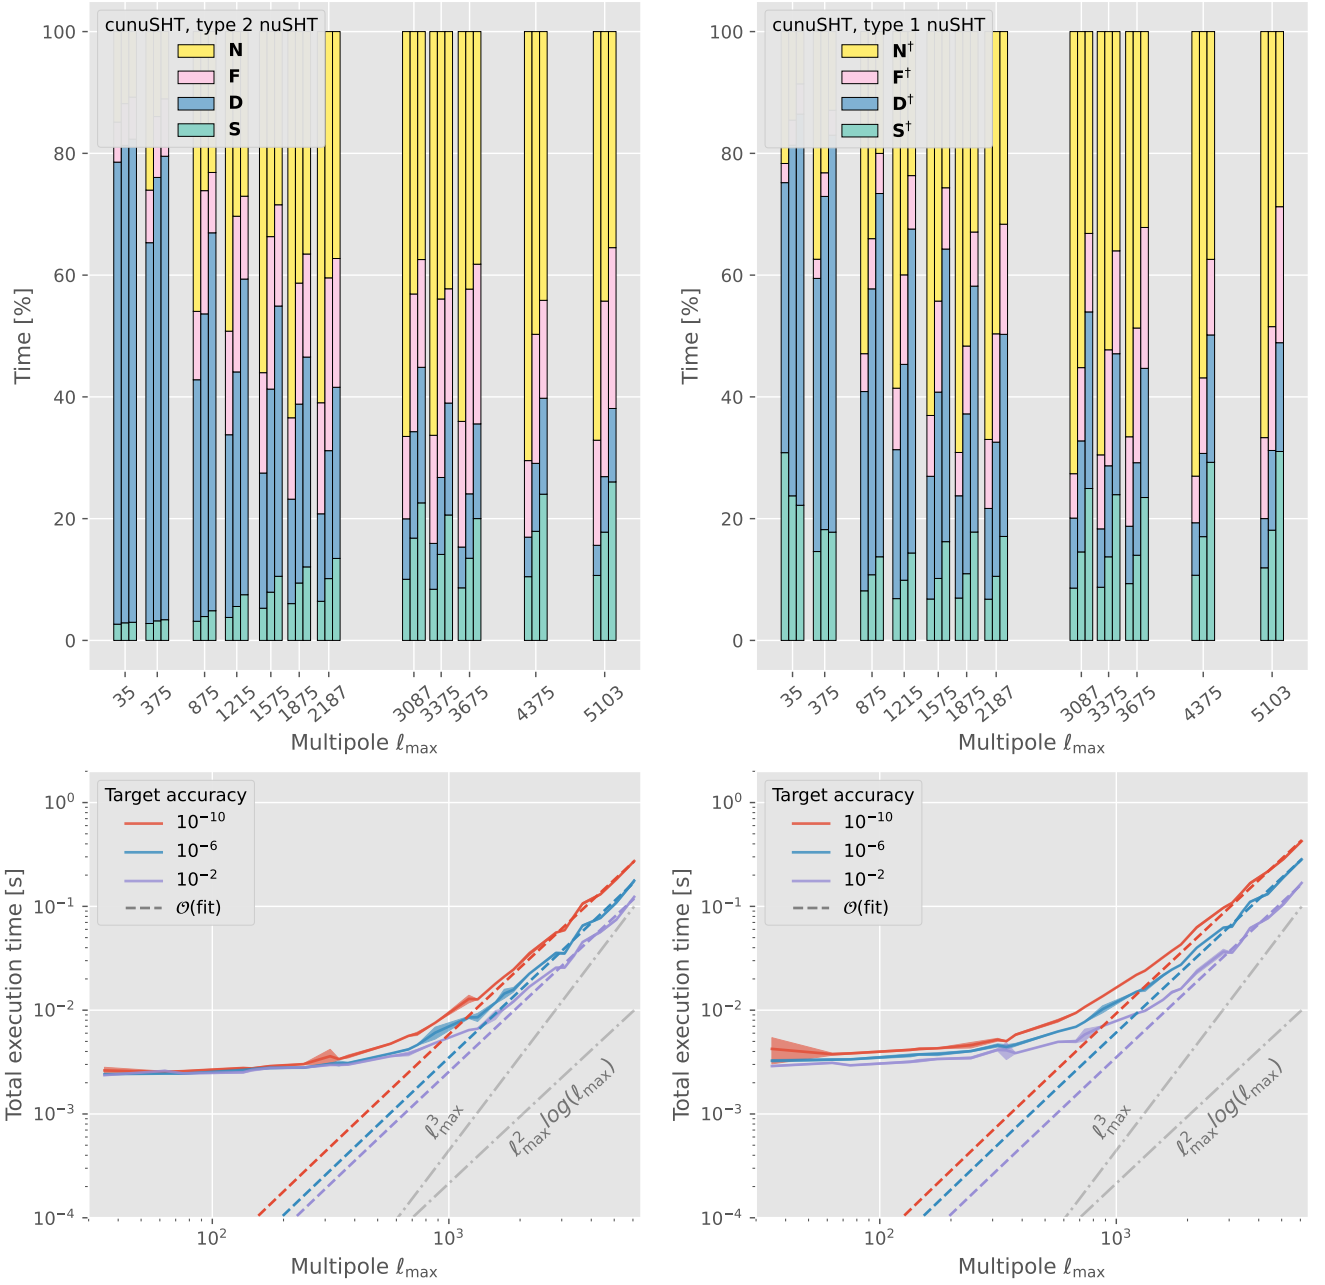 cunuSHT, type 2 nuSHT
N
F
D
S
100
80
60
40
20
0
Time [%]
35
375
875
1215
1575
1875
2187
3087
3375
3675
4375
5103
Multipole ℓmax
cunuSHT, type 1 nuSHT
N†
F†
D†
S†
100
80
60
40
20
0
Time [%]
35
375
875
1215
1575
1875
2187
3087
3375
3675
4375
5103
Multipole ℓmax
Target accuracy
10⁻¹⁰
10⁻⁶
10⁻²
𝒪(fit)
10⁰
10⁻¹
10⁻²
10⁻³
10⁻⁴
Total execution time [s]
ℓ³max
ℓ²max log(ℓmax)
10²
10³
Multipole ℓmax
Target accuracy
10⁻¹⁰
10⁻⁶
10⁻²
𝒪(fit)
10⁰
10⁻¹
10⁻²
10⁻³
10⁻⁴
Total execution time [s]
ℓ³max
ℓ²max log(ℓmax)
10²
10³
Multipole ℓmax